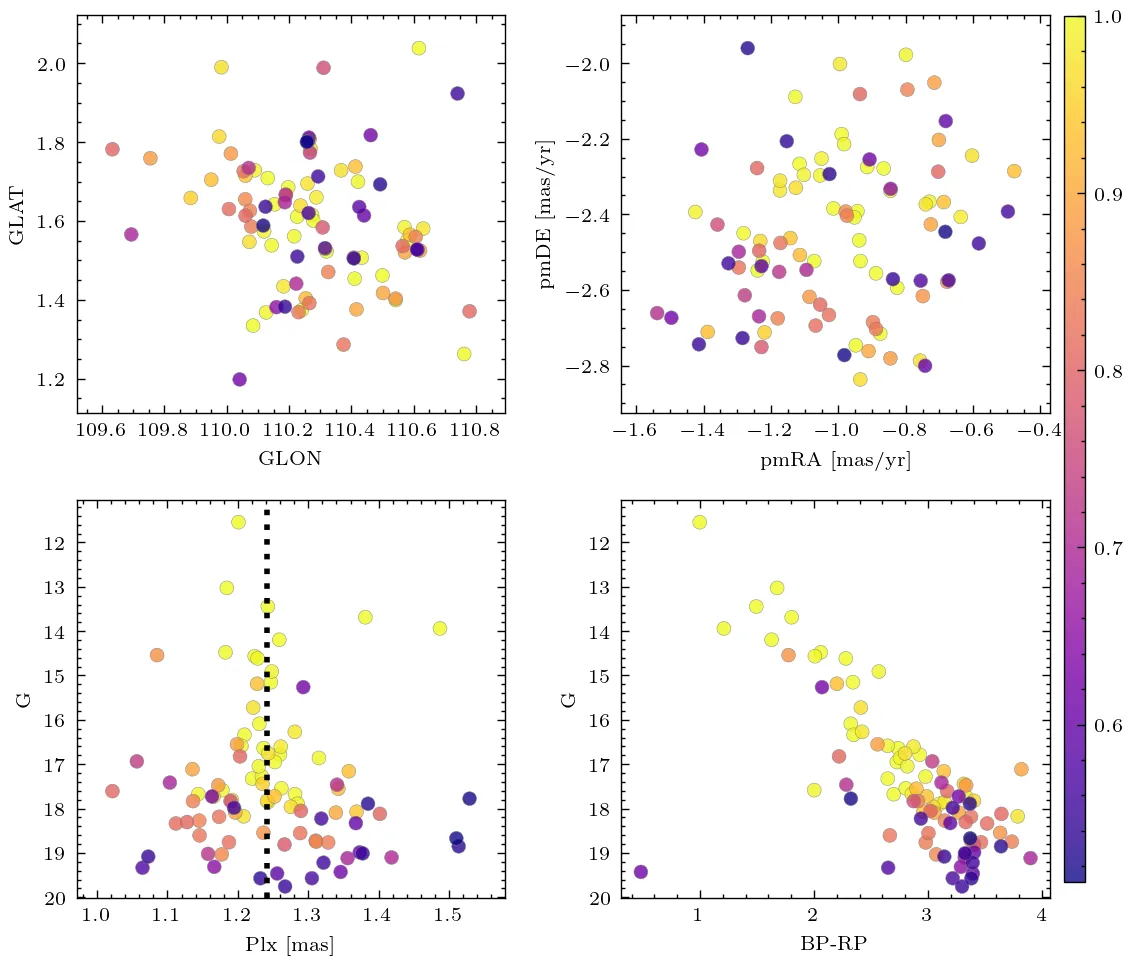 2.0
1.8
1.6
1.4
1.2
GLAT
109.6 109.8 110.0 110.2 110.4 110.6 110.8
GLON
−2.0
−2.2
−2.4
−2.6
−2.8
pmDE [mas/yr]
−1.6 −1.4 −1.2 −1.0 −0.8 −0.6 −0.4
pmRA [mas/yr]
1.0
0.9
0.8
0.7
0.6
12
13
14
15
16
17
18
19
20
G
1.0 1.1 1.2 1.3 1.4 1.5
Plx [mas]
12
13
14
15
16
17
18
19
20
G
1 2 3 4
BP-RP